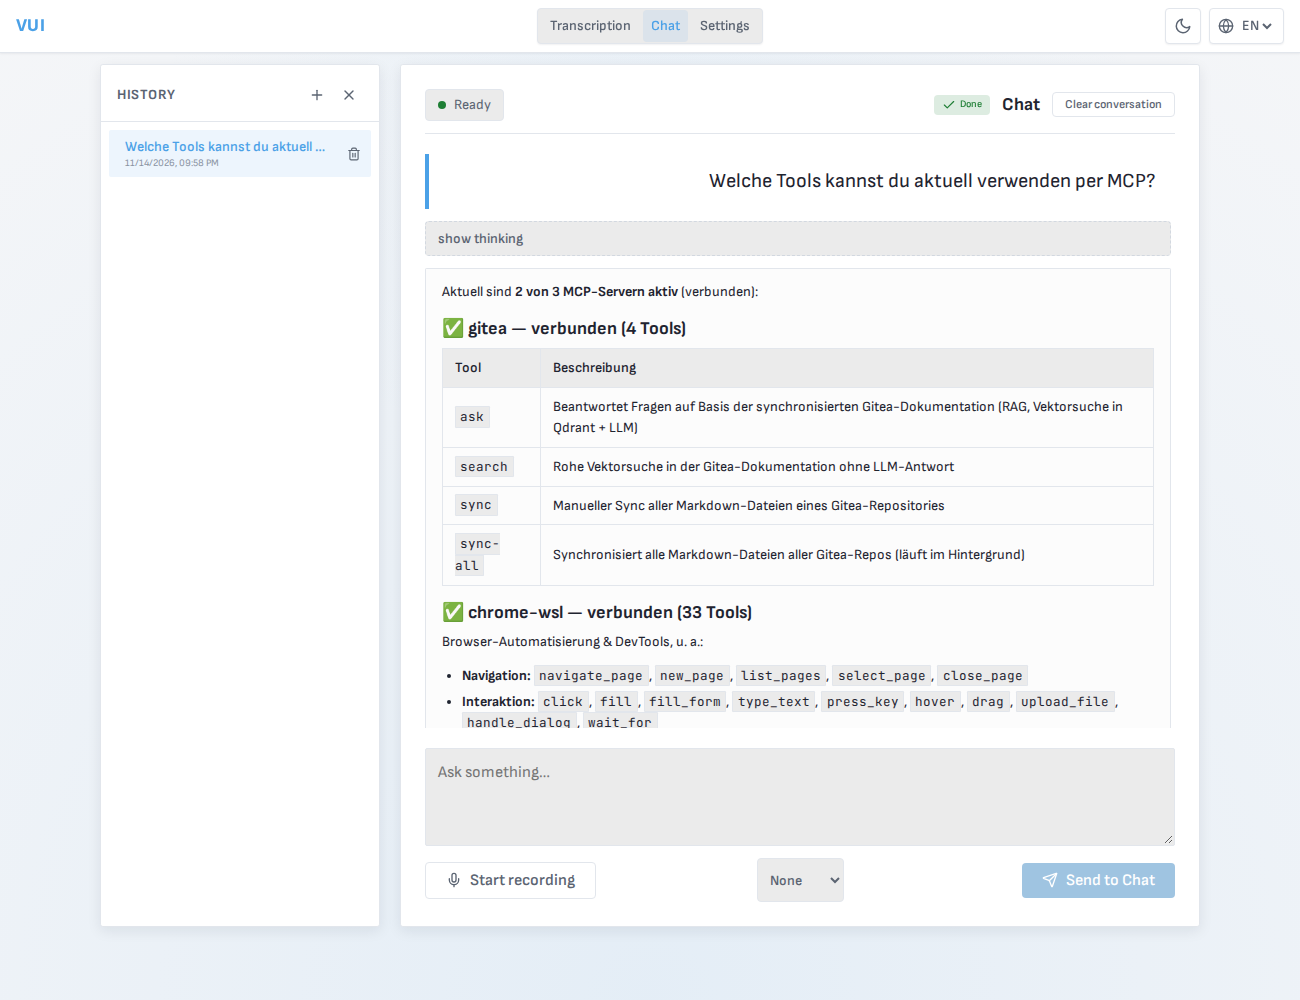 VUI
Transcription Chat Settings
EN
HISTORY
Welche Tools kannst du aktuell ...
11/14/2026, 09:58 PM
Ready
Done
Chat
Clear conversation
Welche Tools kannst du aktuell verwenden per MCP?
show thinking
Aktuell sind 2 von 3 MCP-Servern aktiv (verbunden):
✅ gitea — verbunden (4 Tools)
Tool Beschreibung
ask Beantwortet Fragen auf Basis der synchronisierten Gitea-Dokumentation (RAG, Vektorsuche in
Qdrant + LLM)
search Rohe Vektorsuche in der Gitea-Dokumentation ohne LLM-Antwort
sync Manueller Sync aller Markdown-Dateien eines Gitea-Repositories
sync-
all Synchronisiert alle Markdown-Dateien aller Gitea-Repos (läuft im Hintergrund)
✅ chrome-wsl — verbunden (33 Tools)
Browser-Automatisierung & DevTools, u. a.:
• Navigation: navigate_page, new_page, list_pages, select_page, close_page
• Interaktion: click, fill, fill_form, type_text, press_key, hover, drag, upload_file,
handle_dialog, wait_for
Ask something...
Start recording
None
Send to Chat